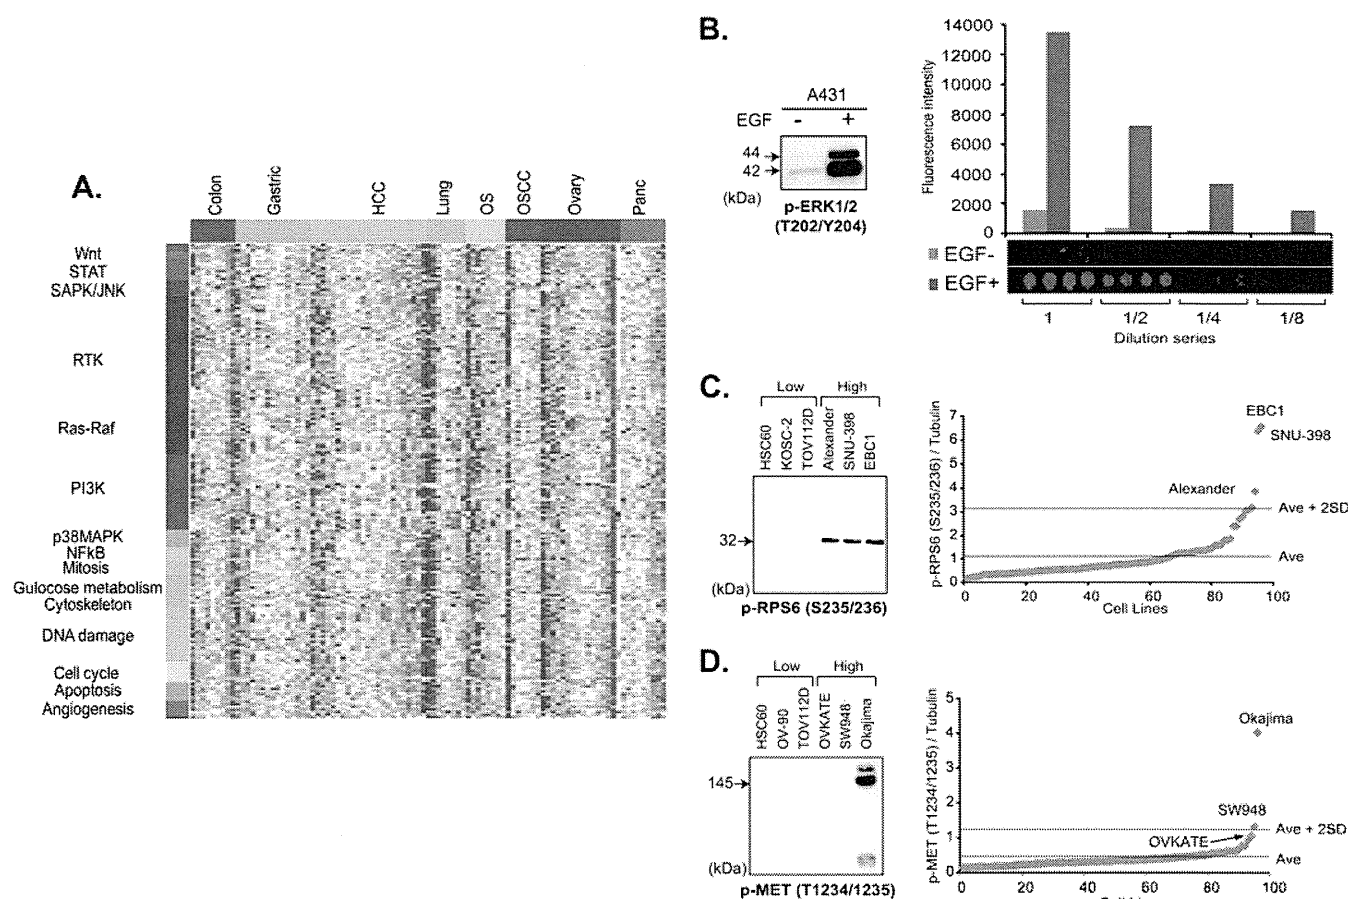 A.
Colon
Gastric
HCC
Lung
OS
OSCC
Ovary
Panc
Wnt
STAT
SAPK/JNK
RTK
Ras-Raf
PI3K
p38MAPK
NFkB
Mitosis
Gulocose metabolism
Cytoskeleton
DNA damage
Cell cycle
Apoptosis
Angiogenesis
B.
A431
EGF - +
44
42
(kDa)
p-ERK1/2
(T202/Y204)
Fluorescence intensity
14000
12000
10000
8000
6000
4000
2000
0
EGF-
EGF+
1 1/2 1/4 1/8
Dilution series
C.
Low High
HSC60
KOSC-2
TOV112D
Alexander
SNU-398
EBC1
32
(kDa)
p-RPS6 (S235/236)
p-RPS6 (S235/236) / Tubulin
7
6
5
4
3
2
1
0
EBC1
SNU-398
Alexander
Ave + 2SD
Ave
0 20 40 60 80 100
Cell Lines
D.
Low High
HSC60
OV-90
TOV112D
OVKATE
SW948
Okajima
145
(kDa)
p-MET (T1234/1235)
p-MET (T1234/1235) / Tubulin
5
4
3
2
1
0
Okajima
SW948
Ave + 2SD
OVKATE
Ave
0 20 40 60 80 100